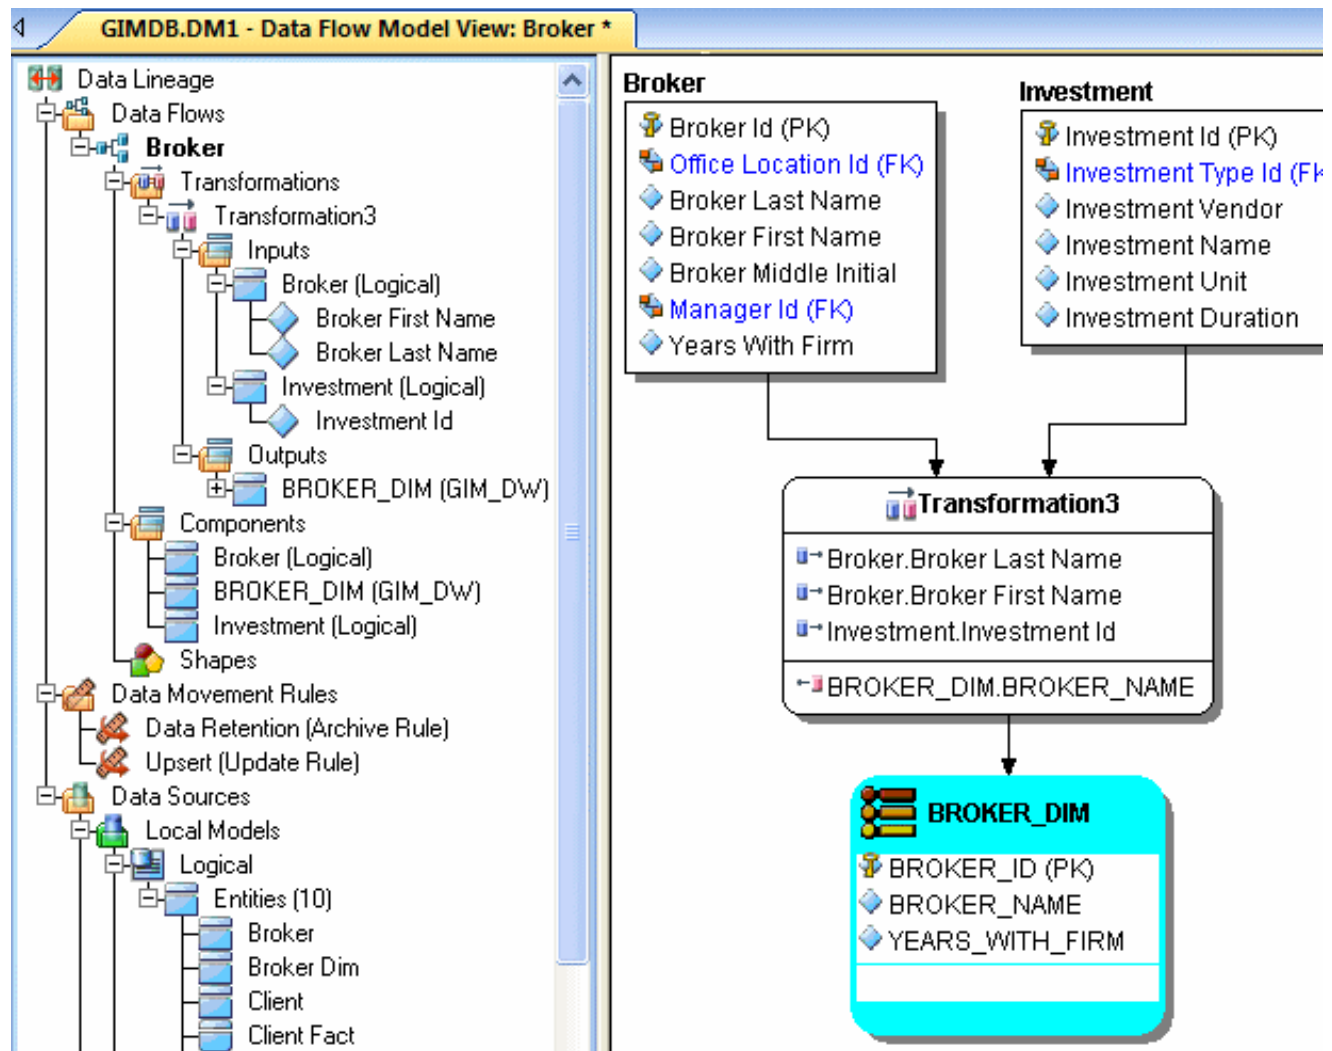 GIMDB.DM1 - Data Flow Model View: Broker *
Data Lineage
Data Flows
Broker
Transformations
Transformation3
Inputs
Broker (Logical)
Broker First Name
Broker Last Name
Investment (Logical)
Investment Id
Outputs
BROKER_DIM (GIM_DW)
Components
Broker (Logical)
BROKER_DIM (GIM_DW)
Investment (Logical)
Shapes
Data Movement Rules
Data Retention (Archive Rule)
Upsert (Update Rule)
Data Sources
Local Models
Logical
Entities (10)
Broker
Broker Dim
Client
Client Fact
Broker
Broker Id (PK)
Office Location Id (FK)
Broker Last Name
Broker First Name
Broker Middle Initial
Manager Id (FK)
Years With Firm
Investment
Investment Id (PK)
Investment Type Id (FK
Investment Vendor
Investment Name
Investment Unit
Investment Duration
Transformation3
Broker.Broker Last Name
Broker.Broker First Name
Investment.Investment Id
BROKER_DIM.BROKER_NAME
BROKER_DIM
BROKER_ID (PK)
BROKER_NAME
YEARS_WITH_FIRM